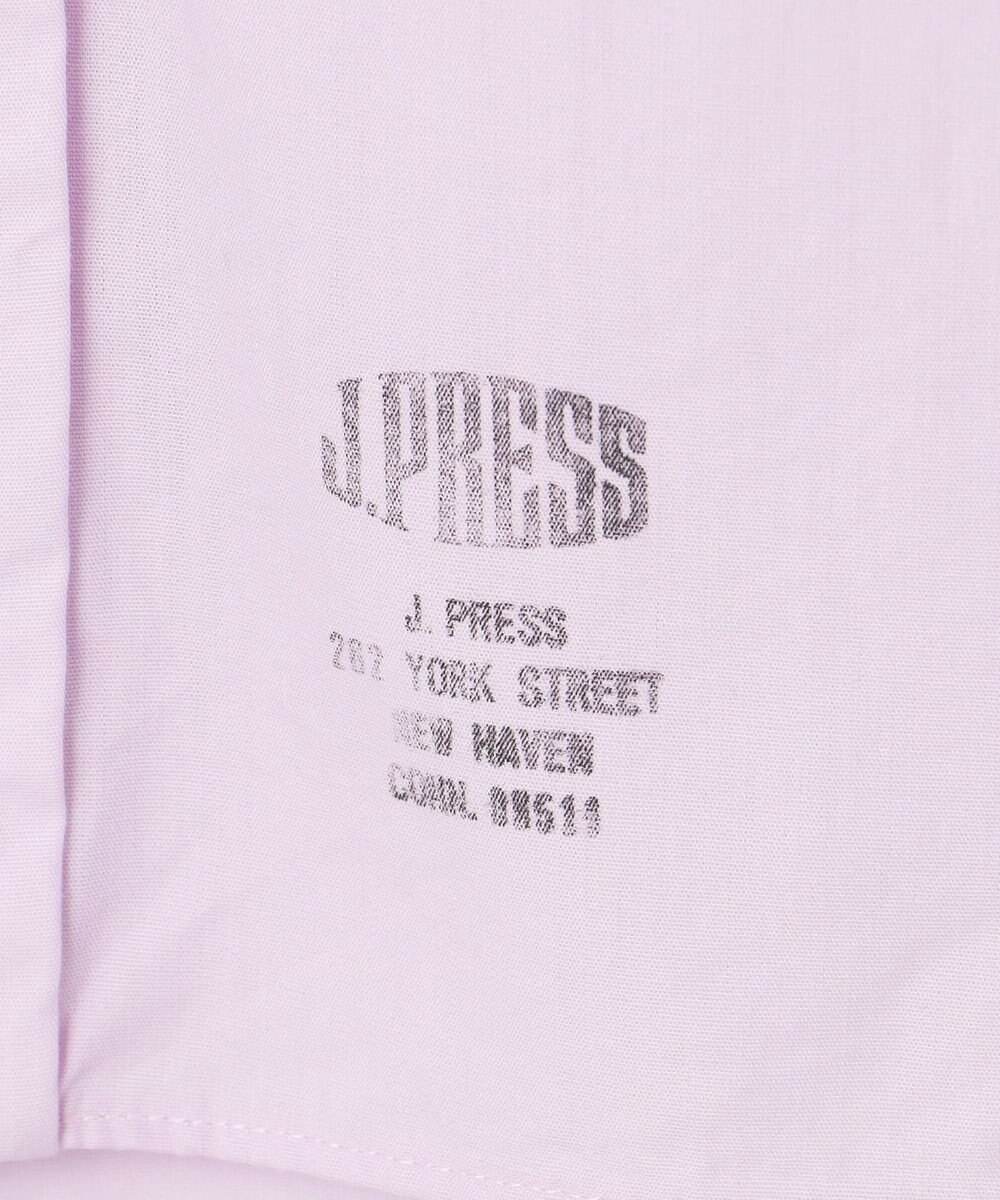 J.PRESS
J. PRESS
262 YORK STREET
NEW HAVEN
CONN. 06511